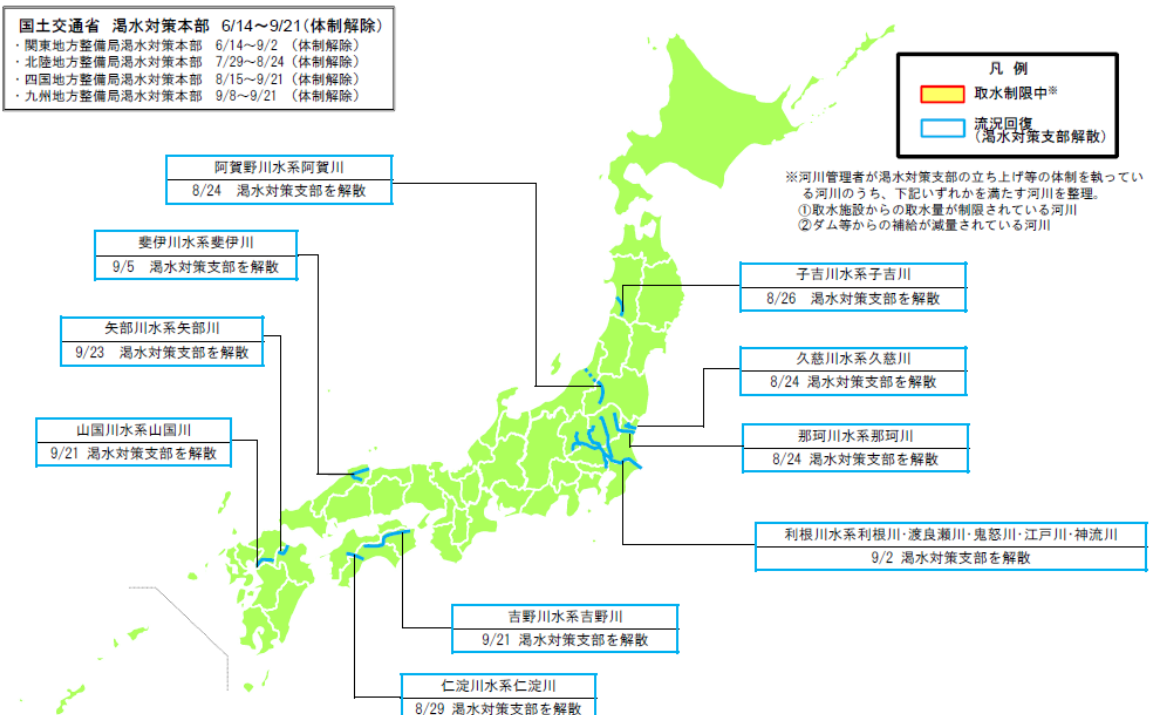 国土交通省 渇水対策本部 6/14～9/21(体制解除)
・関東地方整備局渇水対策本部 6/14～9/2 (体制解除)
・北陸地方整備局渇水対策本部 7/29～8/24 (体制解除)
・四国地方整備局渇水対策本部 8/15～9/21 (体制解除)
・九州地方整備局渇水対策本部 9/8～9/21 (体制解除)
凡 例
取水制限中※
流況回復
(渇水対策支部解散)
※河川管理者が渇水対策支部の立ち上げ等の体制を執ってい
る河川のうち、下記いずれかを満たす河川を整理。
①取水施設からの取水量が制限されている河川
②ダム等からの補給が減量されている河川
阿賀野川水系阿賀川
8/24 渇水対策支部を解散
斐伊川水系斐伊川
9/5 渇水対策支部を解散
矢部川水系矢部川
9/23 渇水対策支部を解散
山国川水系山国川
9/21 渇水対策支部を解散
子吉川水系子吉川
8/26 渇水対策支部を解散
久慈川水系久慈川
8/24 渇水対策支部を解散
那珂川水系那珂川
8/24 渇水対策支部を解散
利根川水系利根川･渡良瀬川･鬼怒川･江戸川･神流川
9/2 渇水対策支部を解散
吉野川水系吉野川
9/21 渇水対策支部を解散
仁淀川水系仁淀川
8/29 渇水対策支部を解散